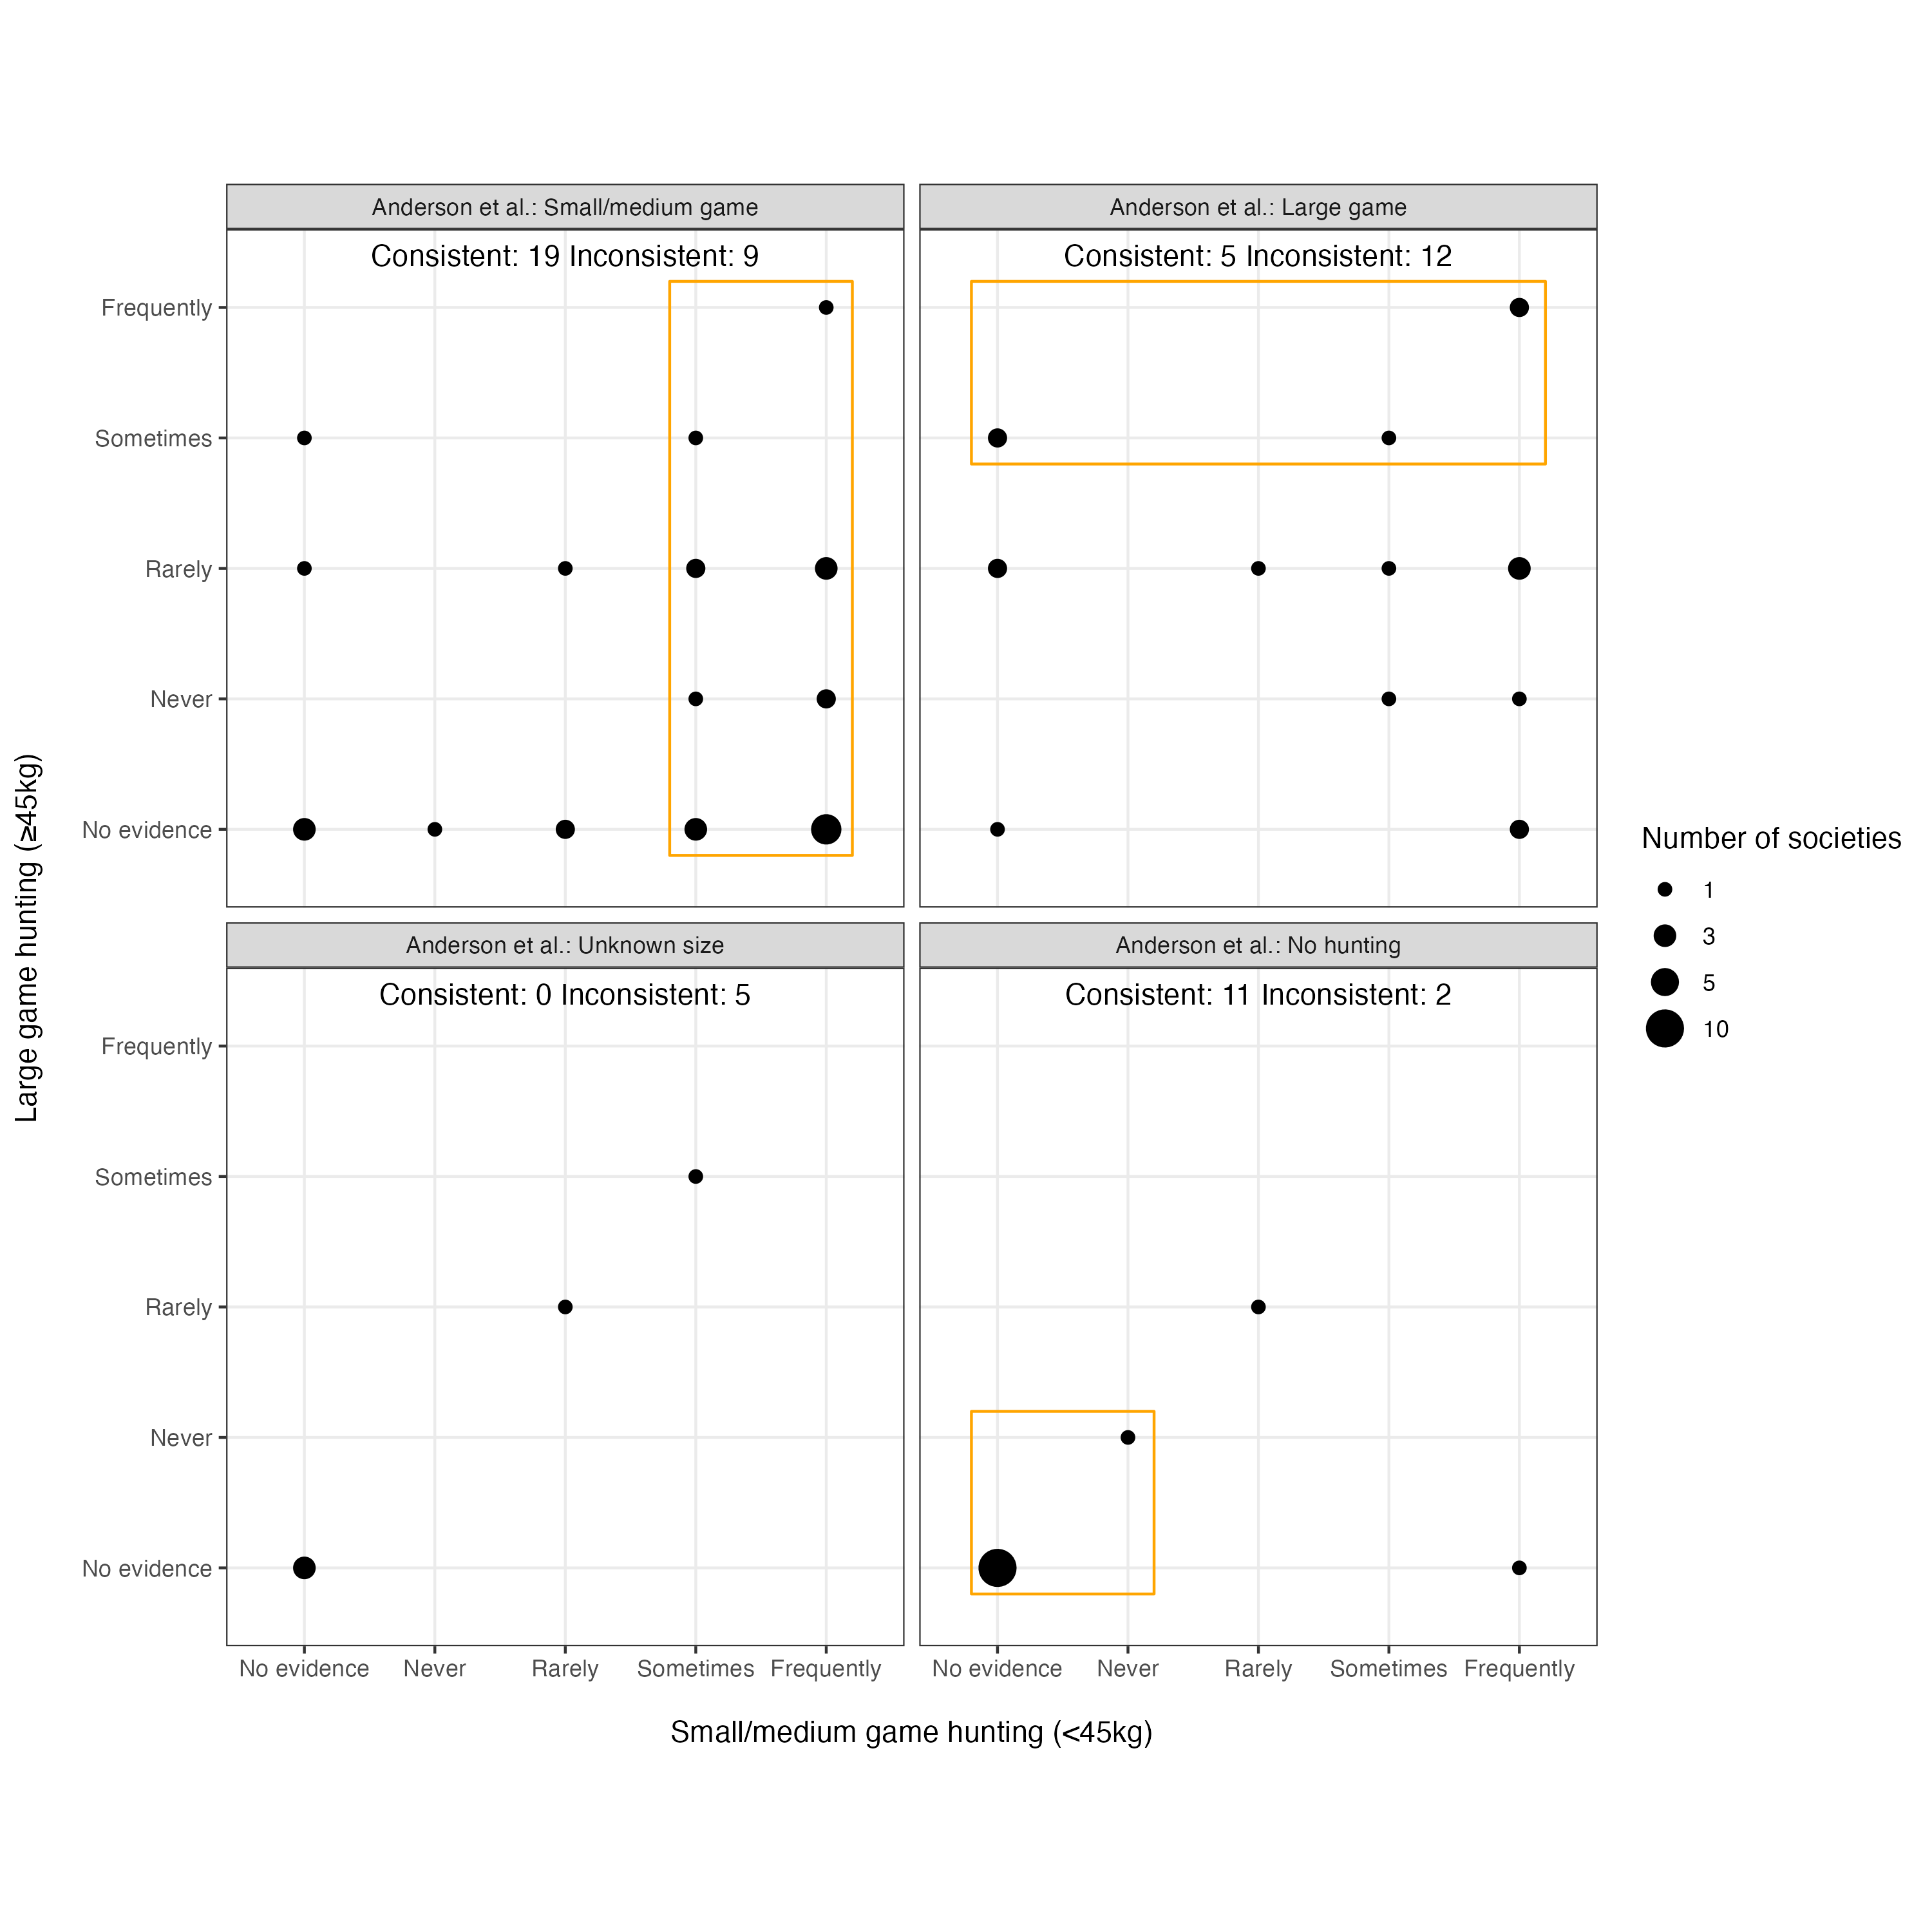 Anderson et al.: Small/medium game
Anderson et al.: Large game
Consistent: 19 Inconsistent: 9
Consistent: 5 Inconsistent: 12
Frequently
Sometimes
Rarely
Never
No evidence
Anderson et al.: Unknown size
Anderson et al.: No hunting
Consistent: 0 Inconsistent: 5
Consistent: 11 Inconsistent: 2
Frequently
Sometimes
Rarely
Never
No evidence
No evidence Never Rarely Sometimes Frequently
No evidence Never Rarely Sometimes Frequently
Small/medium game hunting (<45kg)
Large game hunting (≥45kg)
Number of societies
1
3
5
10